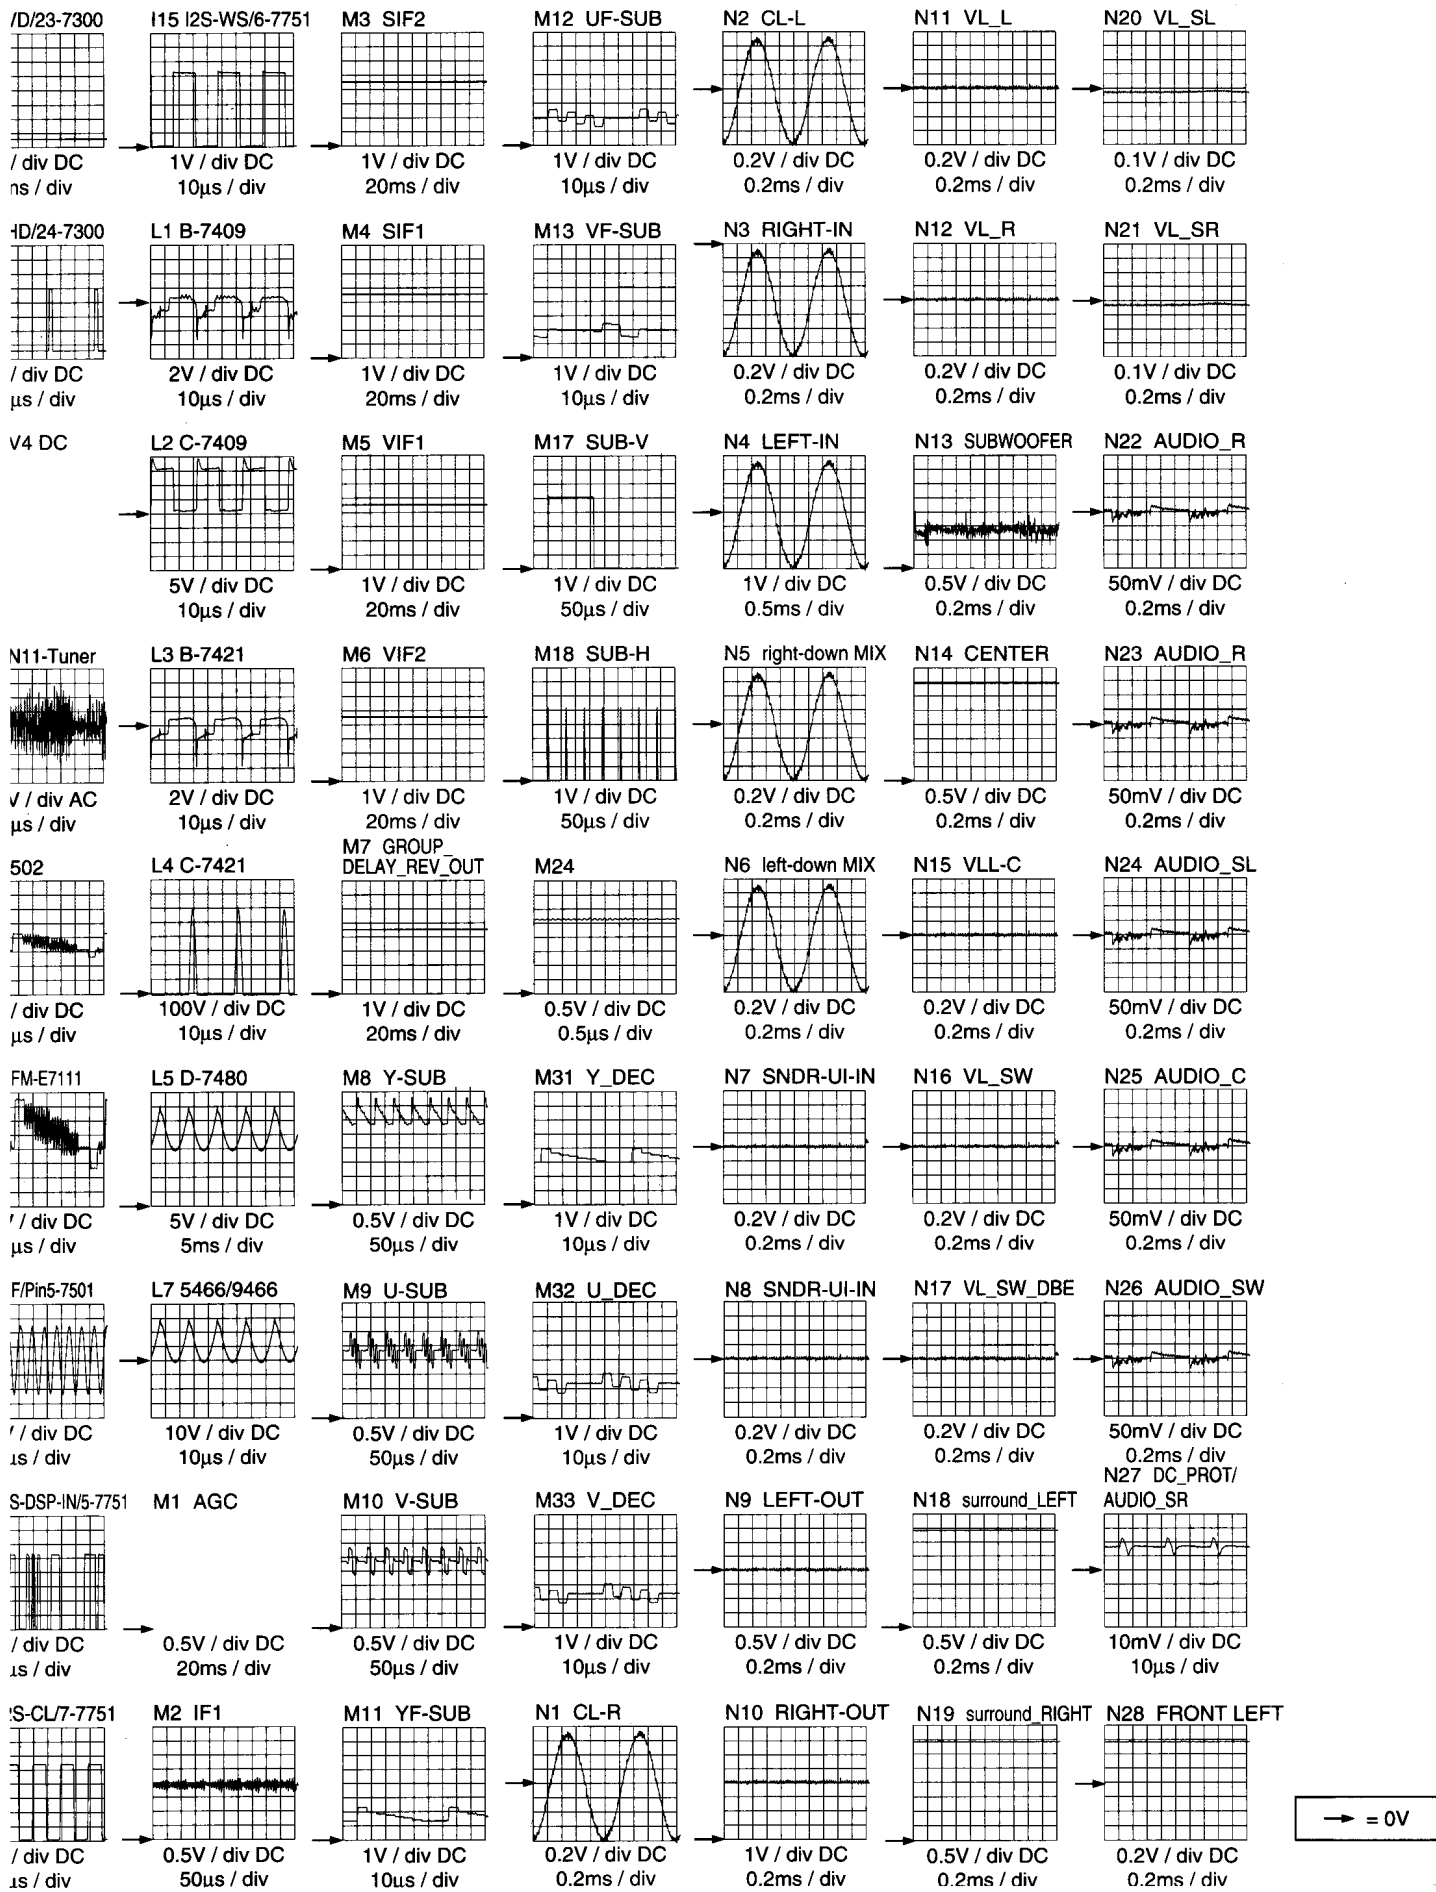 /D/23-7300
/ div DC
ns / div
I15 I2S-WS/6-7751
1V / div DC
10µs / div
M3 SIF2
1V / div DC
20ms / div
M12 UF-SUB
1V / div DC
10µs / div
N2 CL-L
0.2V / div DC
0.2ms / div
N11 VL_L
0.2V / div DC
0.2ms / div
N20 VL_SL
0.1V / div DC
0.2ms / div
HD/24-7300
/ div DC
µs / div
L1 B-7409
2V / div DC
10µs / div
M4 SIF1
1V / div DC
20ms / div
M13 VF-SUB
1V / div DC
10µs / div
N3 RIGHT-IN
0.2V / div DC
0.2ms / div
N12 VL_R
0.2V / div DC
0.2ms / div
N21 VL_SR
0.1V / div DC
0.2ms / div
V4 DC
L2 C-7409
5V / div DC
10µs / div
M5 VIF1
1V / div DC
20ms / div
M17 SUB-V
1V / div DC
50µs / div
N4 LEFT-IN
1V / div DC
0.5ms / div
N13 SUBWOOFER
0.5V / div DC
0.2ms / div
N22 AUDIO_R
50mV / div DC
0.2ms / div
N11-Tuner
V / div AC
µs / div
L3 B-7421
2V / div DC
10µs / div
M6 VIF2
1V / div DC
20ms / div
M18 SUB-H
1V / div DC
50µs / div
N5 right-down MIX
0.2V / div DC
0.2ms / div
N14 CENTER
0.5V / div DC
0.2ms / div
N23 AUDIO_R
50mV / div DC
0.2ms / div
502
/ div DC
µs / div
L4 C-7421
100V / div DC
10µs / div
M7 GROUP_
DELAY_REV_OUT
1V / div DC
20ms / div
M24
0.5V / div DC
0.5µs / div
N6 left-down MIX
0.2V / div DC
0.2ms / div
N15 VLL-C
0.2V / div DC
0.2ms / div
N24 AUDIO_SL
50mV / div DC
0.2ms / div
FM-E7111
/ div DC
µs / div
L5 D-7480
5V / div DC
5ms / div
M8 Y-SUB
0.5V / div DC
50µs / div
M31 Y_DEC
1V / div DC
10µs / div
N7 SNDR-UI-IN
0.2V / div DC
0.2ms / div
N16 VL_SW
0.2V / div DC
0.2ms / div
N25 AUDIO_C
50mV / div DC
0.2ms / div
F/Pin5-7501
/ div DC
µs / div
L7 5466/9466
10V / div DC
10µs / div
M9 U-SUB
0.5V / div DC
50µs / div
M32 U_DEC
1V / div DC
10µs / div
N8 SNDR-UI-IN
0.2V / div DC
0.2ms / div
N17 VL_SW_DBE
0.2V / div DC
0.2ms / div
N26 AUDIO_SW
50mV / div DC
0.2ms / div
S-DSP-IN/5-7751
/ div DC
µs / div
M1 AGC
0.5V / div DC
20ms / div
M10 V-SUB
0.5V / div DC
50µs / div
M33 V_DEC
1V / div DC
10µs / div
N9 LEFT-OUT
0.5V / div DC
0.2ms / div
N18 surround_LEFT
0.5V / div DC
0.2ms / div
N27 DC_PROT/
AUDIO_SR
10mV / div DC
10µs / div
S-CL/7-7751
/ div DC
µs / div
M2 IF1
0.5V / div DC
50µs / div
M11 YF-SUB
1V / div DC
10µs / div
N1 CL-R
0.2V / div DC
0.2ms / div
N10 RIGHT-OUT
1V / div DC
0.2ms / div
N19 surround_RIGHT
0.5V / div DC
0.2ms / div
N28 FRONT LEFT
0.2V / div DC
0.2ms / div
→ = 0V